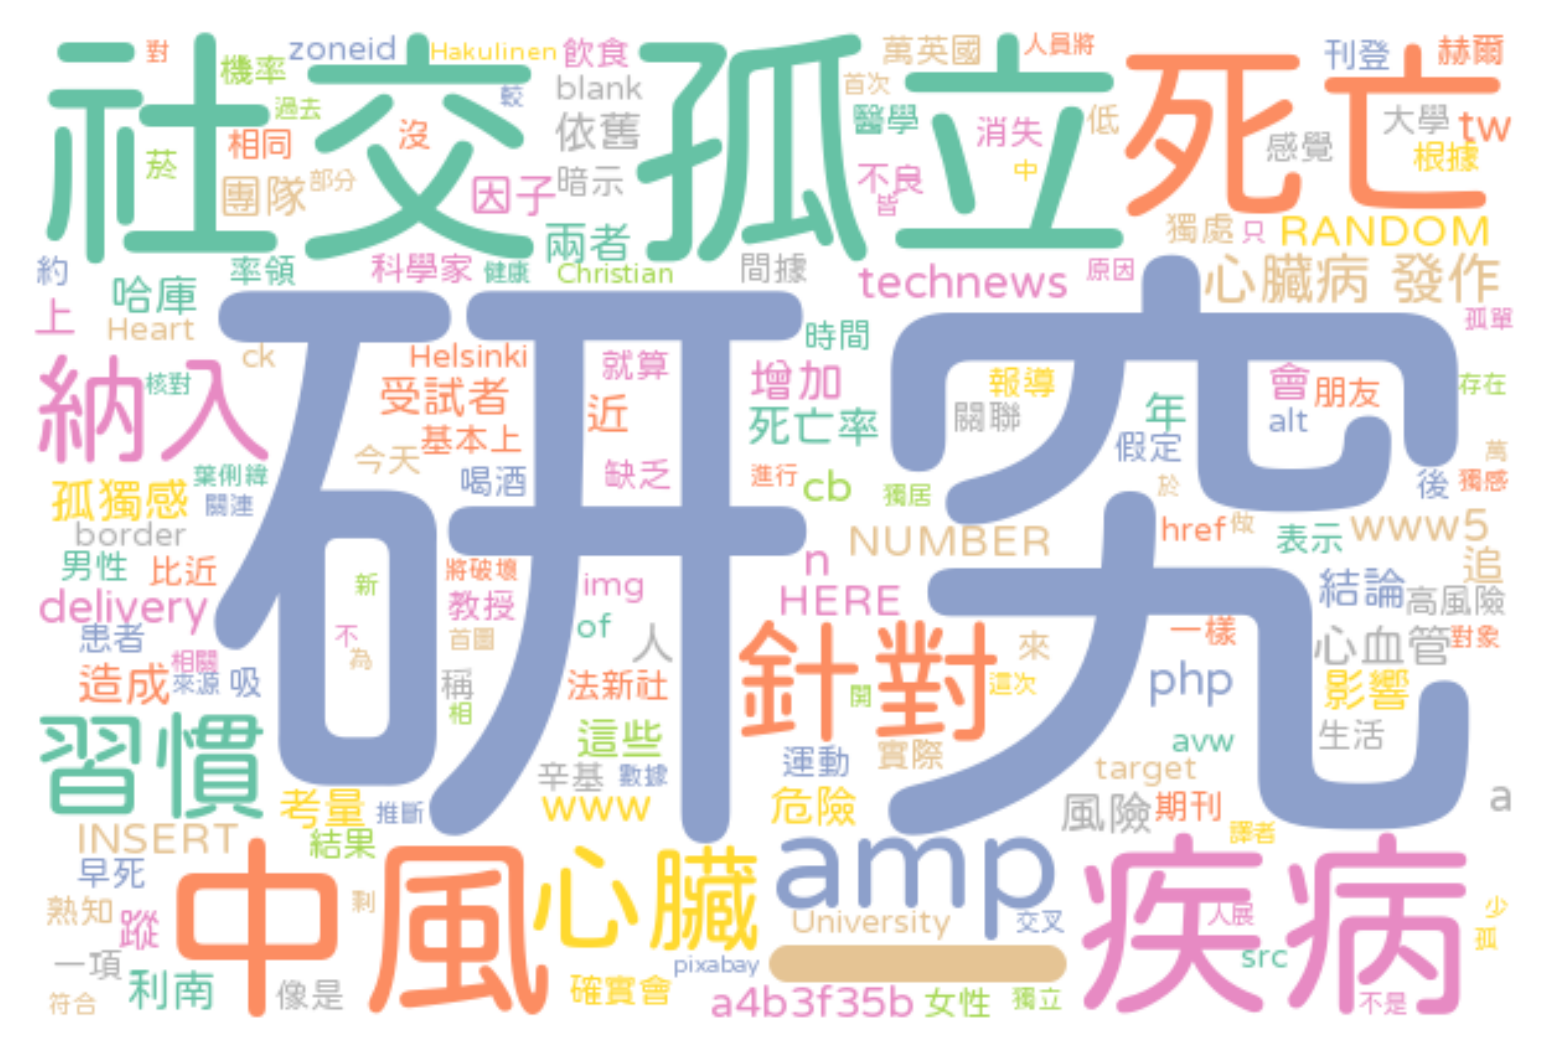 對 zoneid Hakulinen 飲食 萬英國 人員將 刊登 赫爾
社交孤立 死亡
機率 blank 首次
過去 較 醫學 低 大學 tw
相同 沒 依舊 消失 感覺 根據
菸 部分 暗示 不良 中
團隊 因子 皆
兩者 獨處 只 RANDOM
約 率領 科學家 健康 Christian 間據 technews 原因 心臟病 發作
哈庫
上 Heart 時間 孤單
研究
ck Helsinki 就算
納入 核對 受試者 近 增加 報導 會 朋友 存在
基本上 死亡率 關聯 年 alt
今天 假定 萬
葉俐緯 喝酒 缺乏 進行 cb 獨居 於 後 獨感
孤獨感 關連
border NUMBER href 做 表示 www5
男性 比近 將破壞 n 追
新 img 結論 高風險
delivery 教授 HERE
患者 不 首圖 of 人 針對 來 一樣 心血管 對象
相關 為
造成 來源 吸 稱 法新社 開 這次 php 影響
相
習慣 這些 avw 生活
辛基 數據 運動 實際 target
考量 推斷 www 危險 風險 期刊 a
INSERT 結果 譯者
早死 中風 心臟 amp 疾病
熟知 剩 University 交叉 人展 少
蹤 孤
一項 pixabay src
利南 像是 確實會
符合 a4b3f35b 女性 獨立 不是